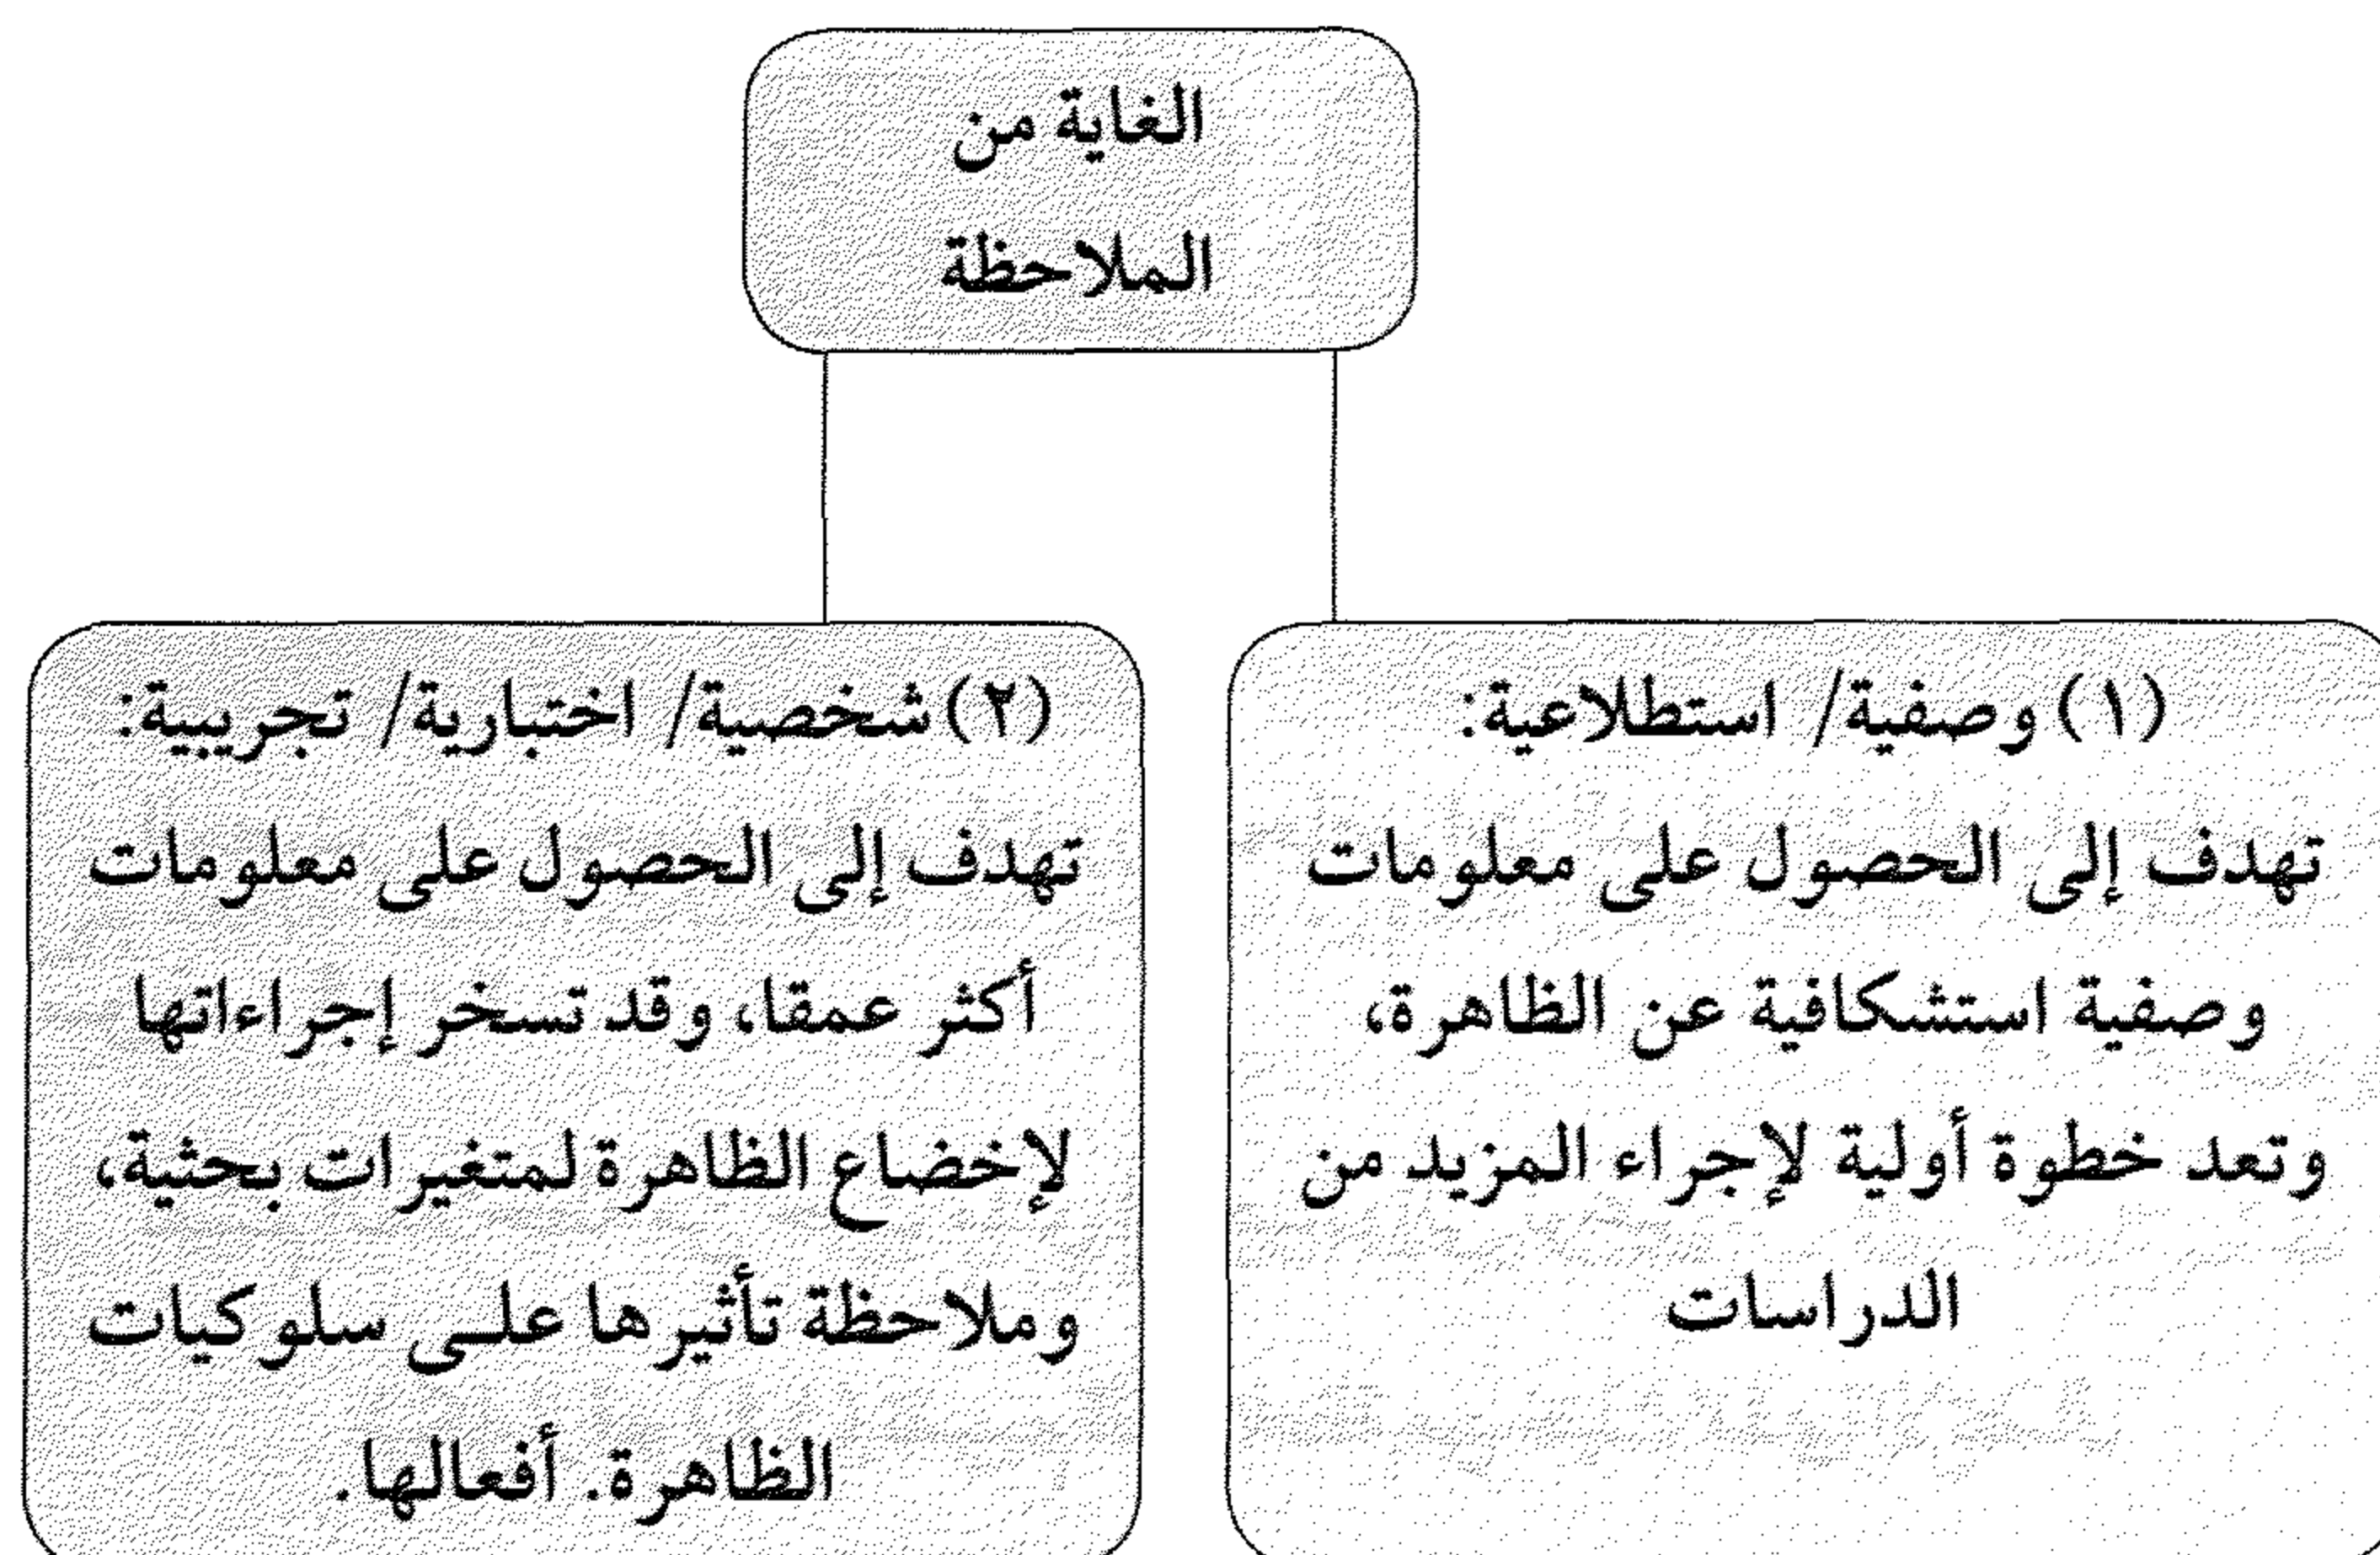 الغاية من
الملاحظة
(١) وصفية/ استطلاعية:
تهدف إلى الحصول على معلومات
وصفية استشكافية عن الظاهرة،
وتعد خطوة أولية لإجراء المزيد من
الدراسات
(٢) شخصية/ اختبارية/ تجريبية:
تهدف إلى الحصول على معلومات
أكثر عمقا، وقد تسخر إجراءاتها
لإخضاع الظاهرة لمتغيرات بحثية،
وملاحظة تأثيرها على سلوكيات
الظاهرة. أفعالها.